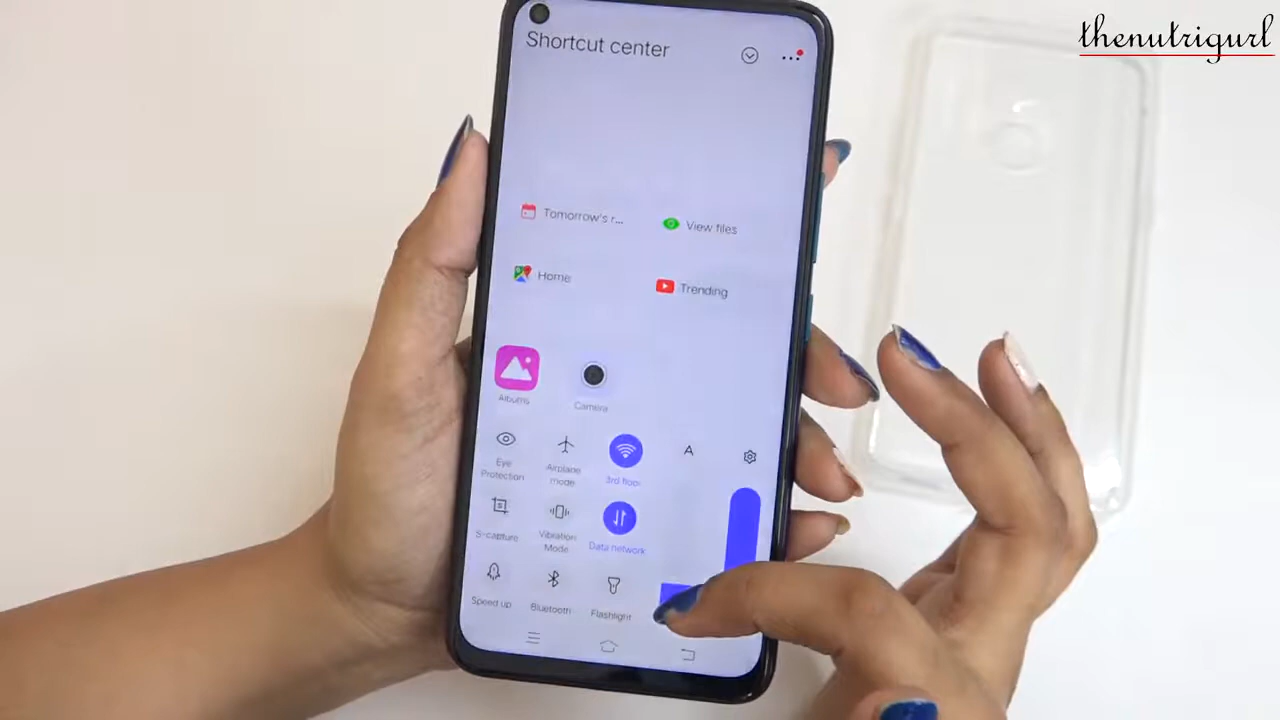 thenutrigurl
Shortcut center
Tomorrow's r...
View files
Home
Trending
Albums
Camera
Eye
Protection
Airplane
mode
3rd floor
A
S-capture
Vibration
Mode
Data network
Speed up
Bluetooth
Flashlight